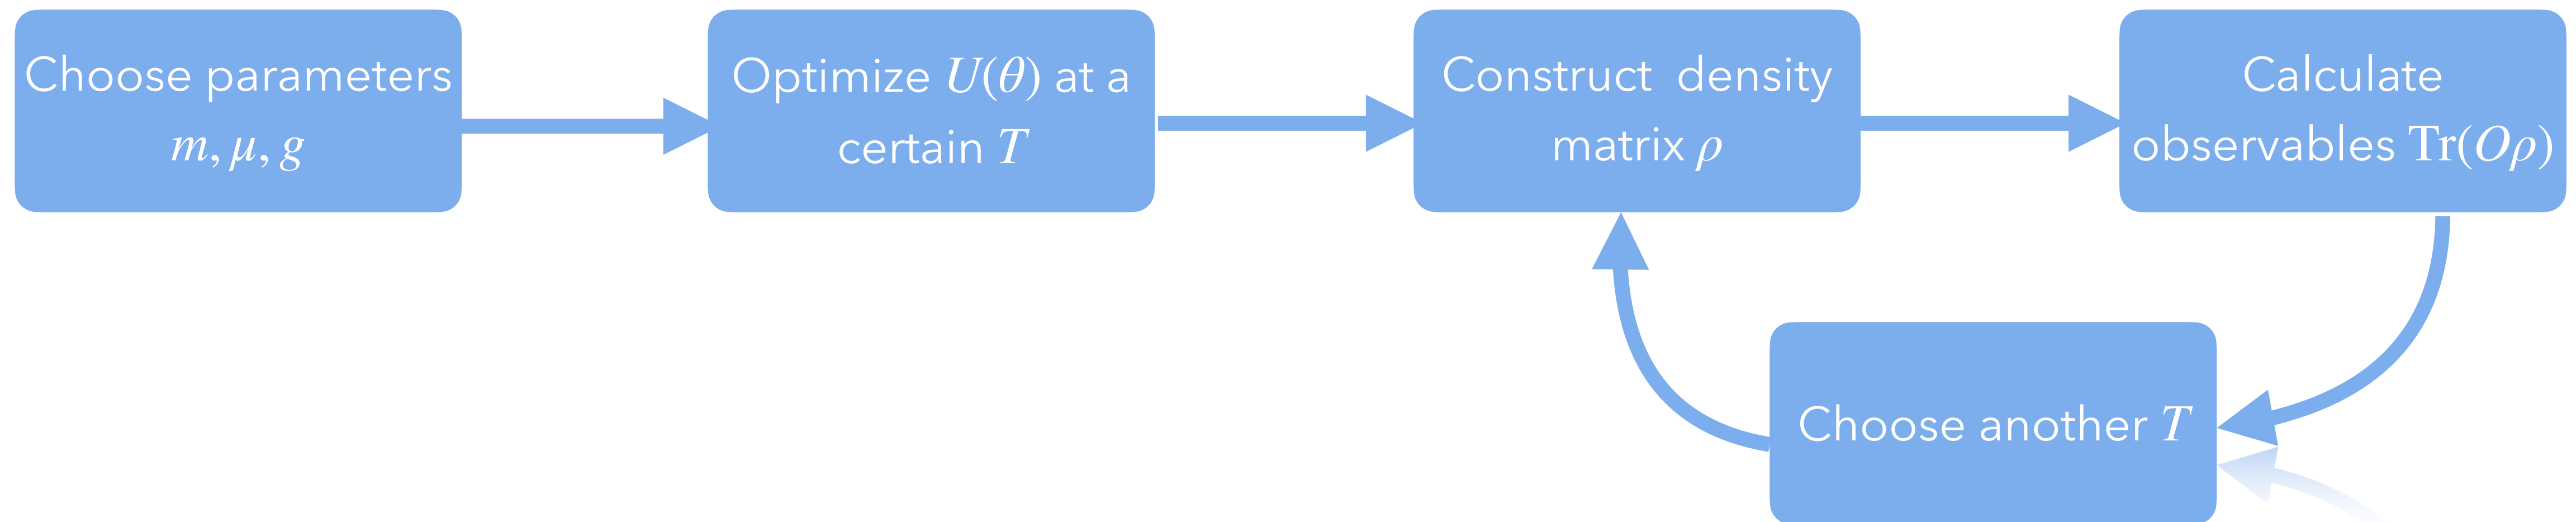 Choose parameters
m, μ, g
Optimize U(θ) at a
certain T
Construct density
matrix ρ
Calculate
observables Tr(Oρ)
Choose another T